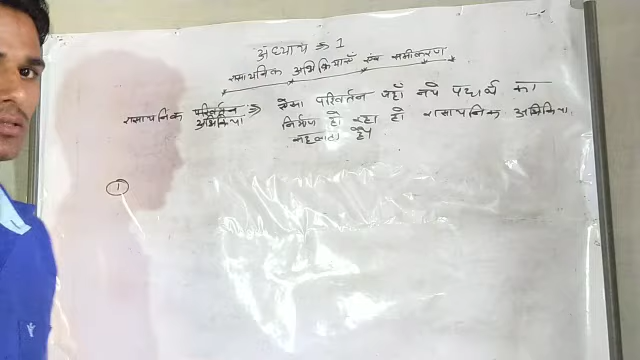 अध्याय ⇒ 1
रासायनिक अभिक्रियाएँ एवं समीकरण
रासायनिक परिवर्तन ⇒ ऐसा परिवर्तन जहाँ नये पदार्थ का
अभिक्रिया निर्माण हो रहा हो रासायनिक अभिक्रिया
कहलाता है
1